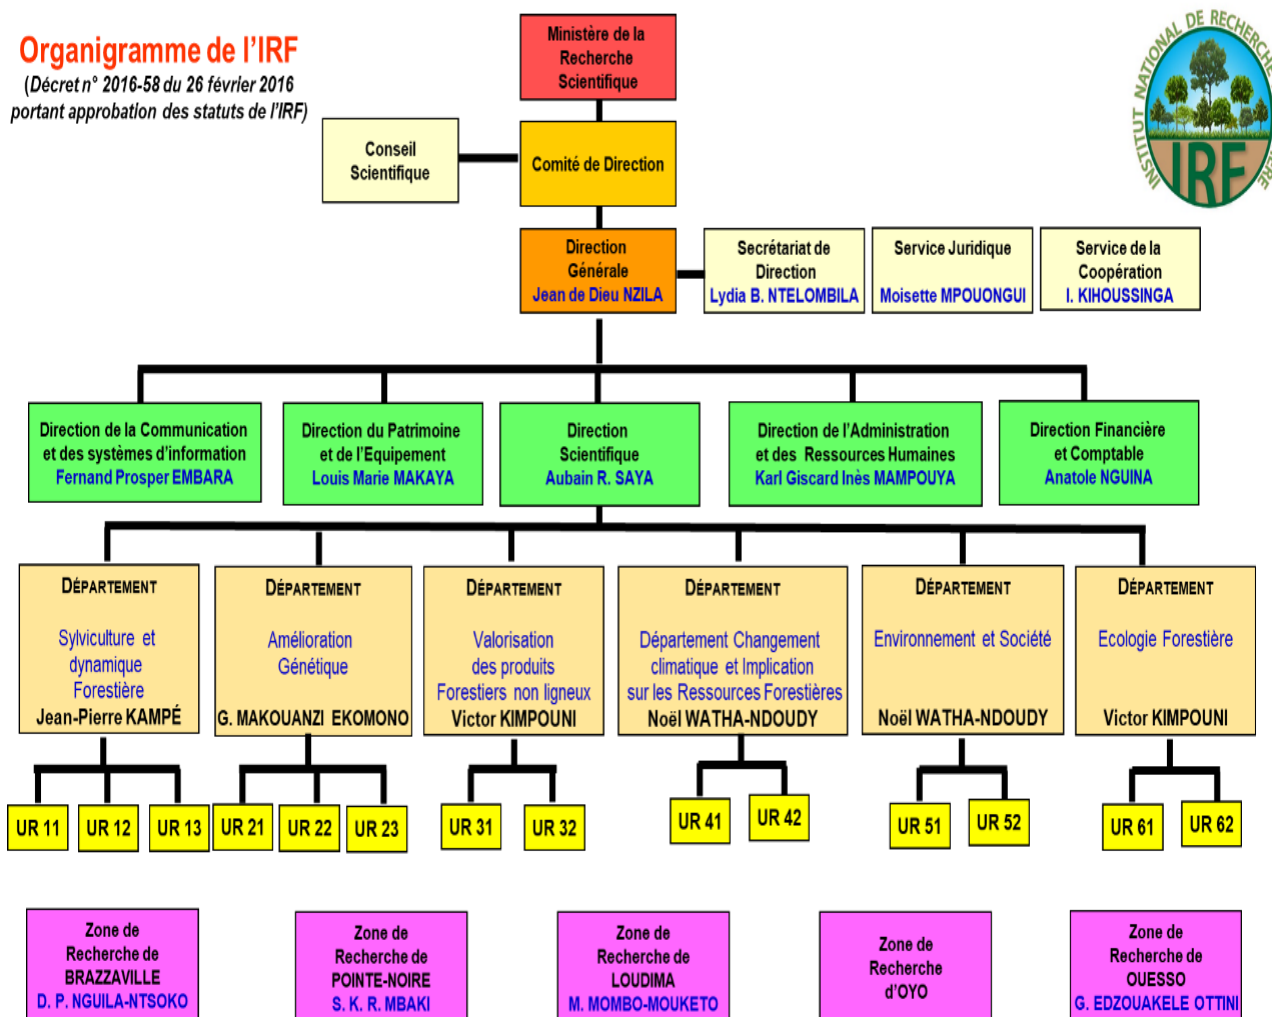 Organigramme de l'IRF
(Décret n° 2016-58 du 26 février 2016
portant approbation des statuts de l'IRF)
Ministère de la
Recherche
Scientifique
INSTITUT NATIONAL DE RECHERCHE
IRF
Conseil
Scientifique
Comité de Direction
Direction
Générale
Jean de Dieu NZILA
Secrétariat de
Direction
Lydia B. NTELOMBILA
Service Juridique
Moisette MPOUONGUI
Service de la
Coopération
I. KIHOUSSINGA
Direction de la Communication
et des systèmes d'information
Fernand Prosper EMBARA
Direction du Patrimoine
et de l'Equipement
Louis Marie MAKAYA
Direction
Scientifique
Aubain R. SAYA
Direction de l'Administration
et des Ressources Humaines
Karl Giscard Inès MAMPOUYA
Direction Financière
et Comptable
Anatole NGUINA
DÉPARTEMENT
Sylviculture et
dynamique
Forestière
Jean-Pierre KAMPÉ
DÉPARTEMENT
Amélioration
Génétique
G. MAKOUANZI EKOMONO
DÉPARTEMENT
Valorisation
des produits
Forestiers non ligneux
Victor KIMPOUNI
DÉPARTEMENT
Département Changement
climatique et Implication
sur les Ressources Forestières
Noël WATHA-NDOUDY
DÉPARTEMENT
Environnement et Société
Noël WATHA-NDOUDY
DÉPARTEMENT
Ecologie Forestière
Victor KIMPOUNI
UR 11
UR 12
UR 13
UR 21
UR 22
UR 23
UR 31
UR 32
UR 41
UR 42
UR 51
UR 52
UR 61
UR 62
Zone de
Recherche de
BRAZZAVILLE
D. P. NGUILA-NTSOKO
Zone de
Recherche de
POINTE-NOIRE
S. K. R. MBAKI
Zone de
Recherche de
LOUDIMA
M. MOMBO-MOUKETO
Zone de
Recherche
d'OYO
Zone de
Recherche de
OUESSO
G. EDZOUAKELE OTTINI